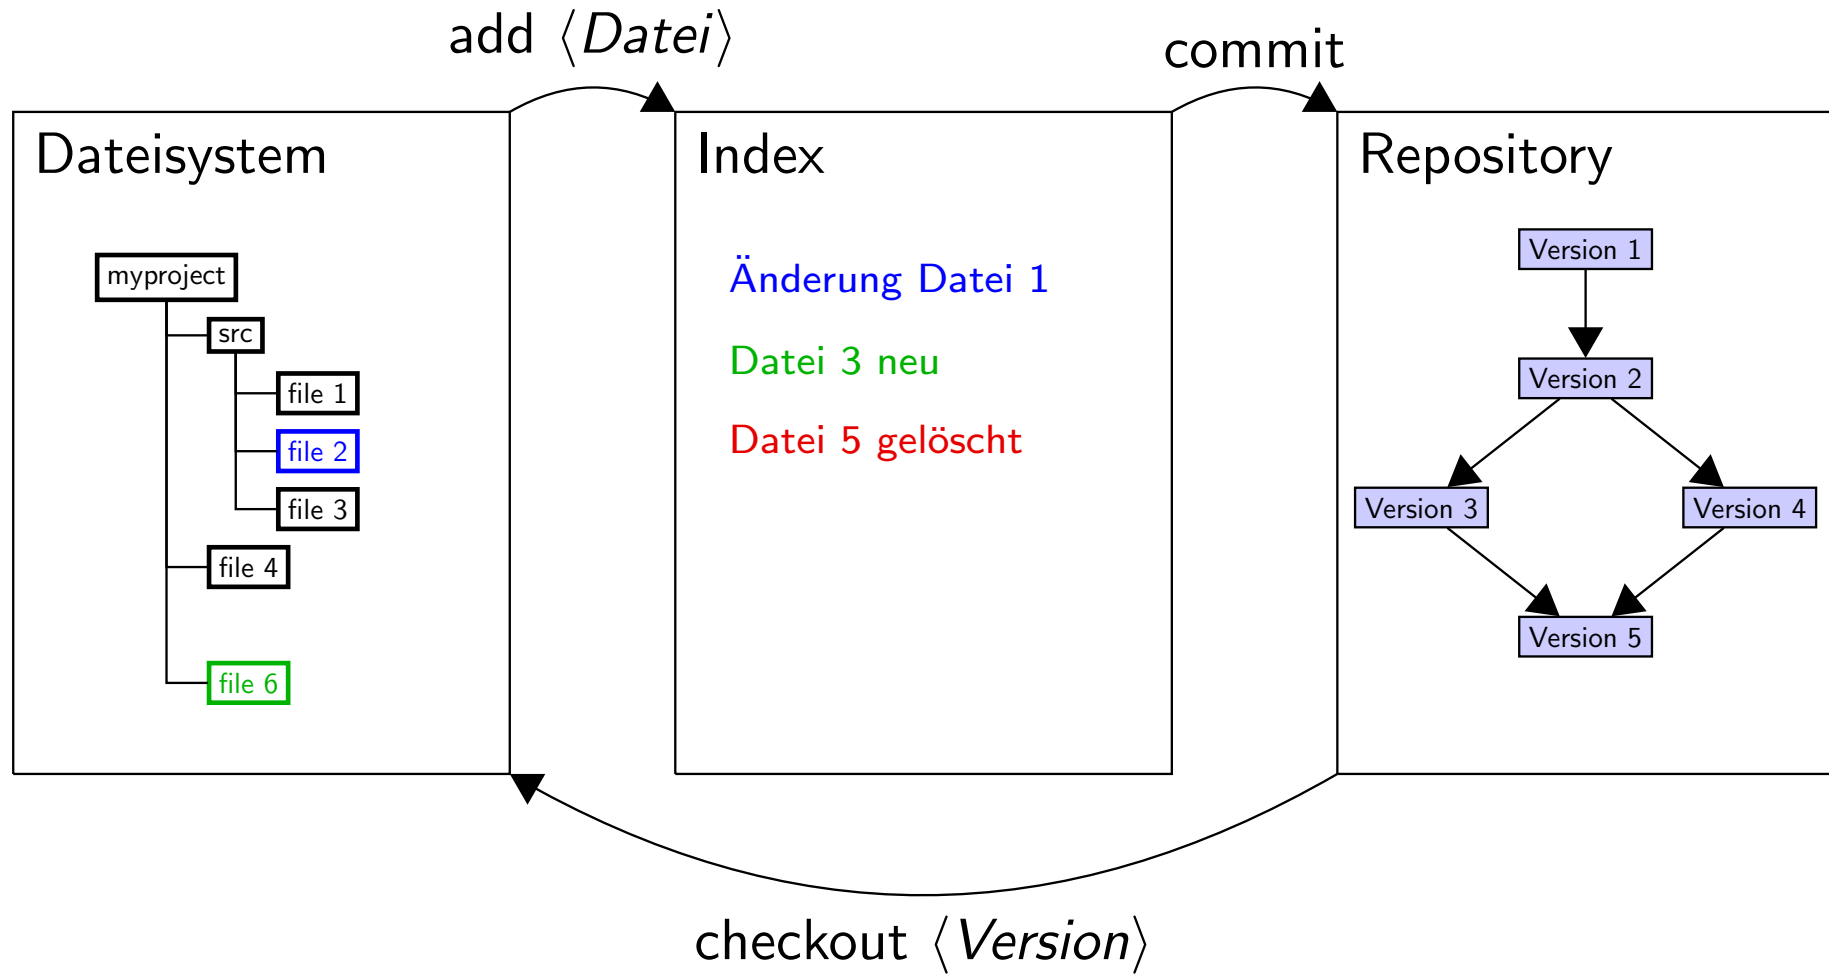 add ⟨Datei⟩
commit
Dateisystem
myproject
src
file 1
file 2
file 3
file 4
file 6
Index
Änderung Datei 1
Datei 3 neu
Datei 5 gelöscht
Repository
Version 1
Version 2
Version 3
Version 4
Version 5
checkout ⟨Version⟩